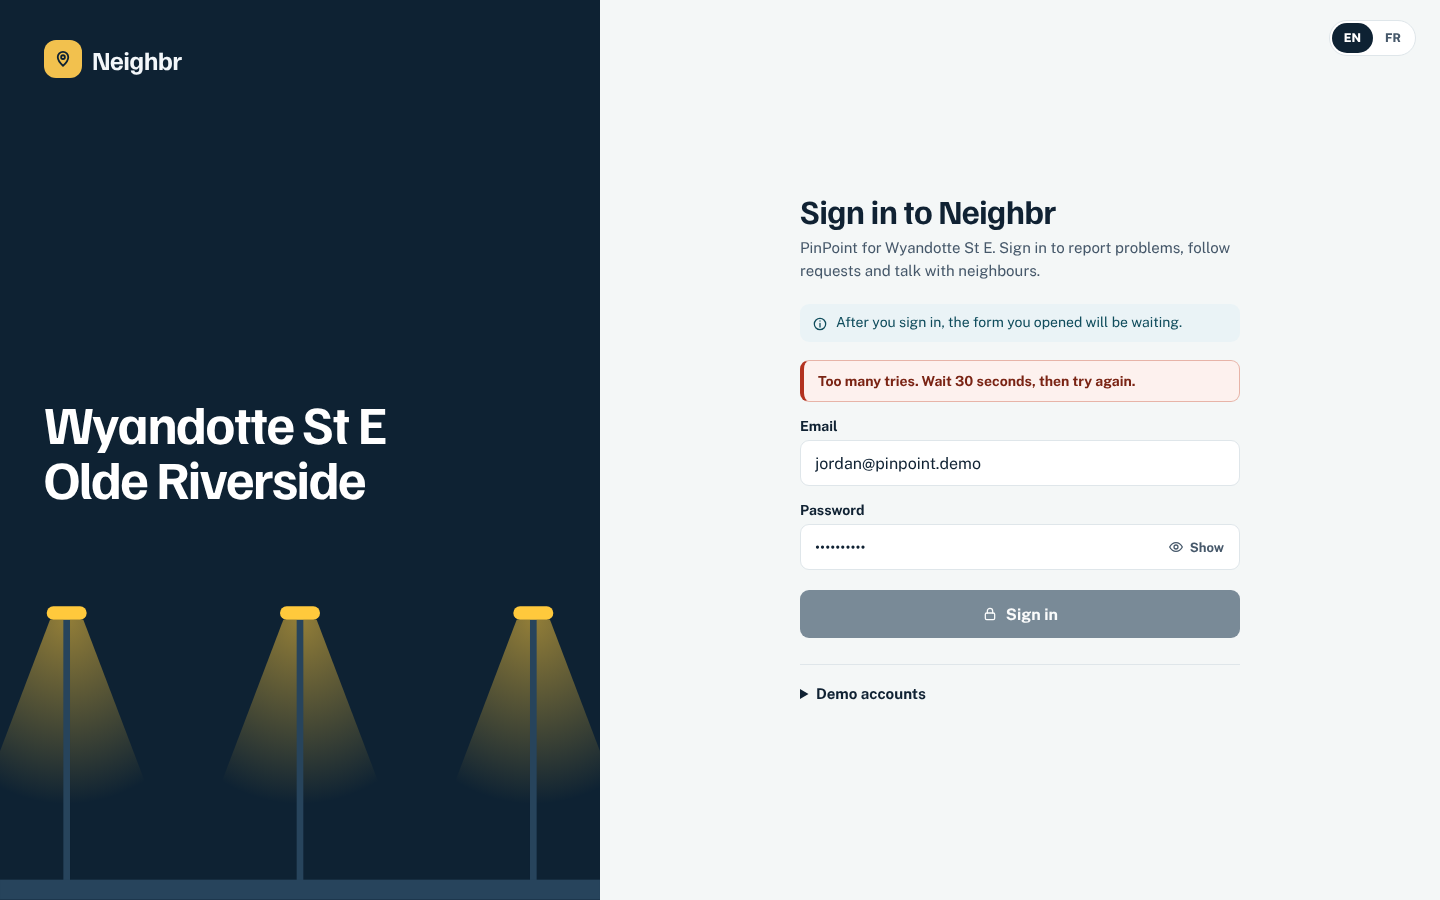 Neighbr
EN FR
Wyandotte St E
Olde Riverside
Sign in to Neighbr
PinPoint for Wyandotte St E. Sign in to report problems, follow
requests and talk with neighbours.
After you sign in, the form you opened will be waiting.
Too many tries. Wait 30 seconds, then try again.
Email
jordan@pinpoint.demo
Password
••••••••••
Show
Sign in
Demo accounts